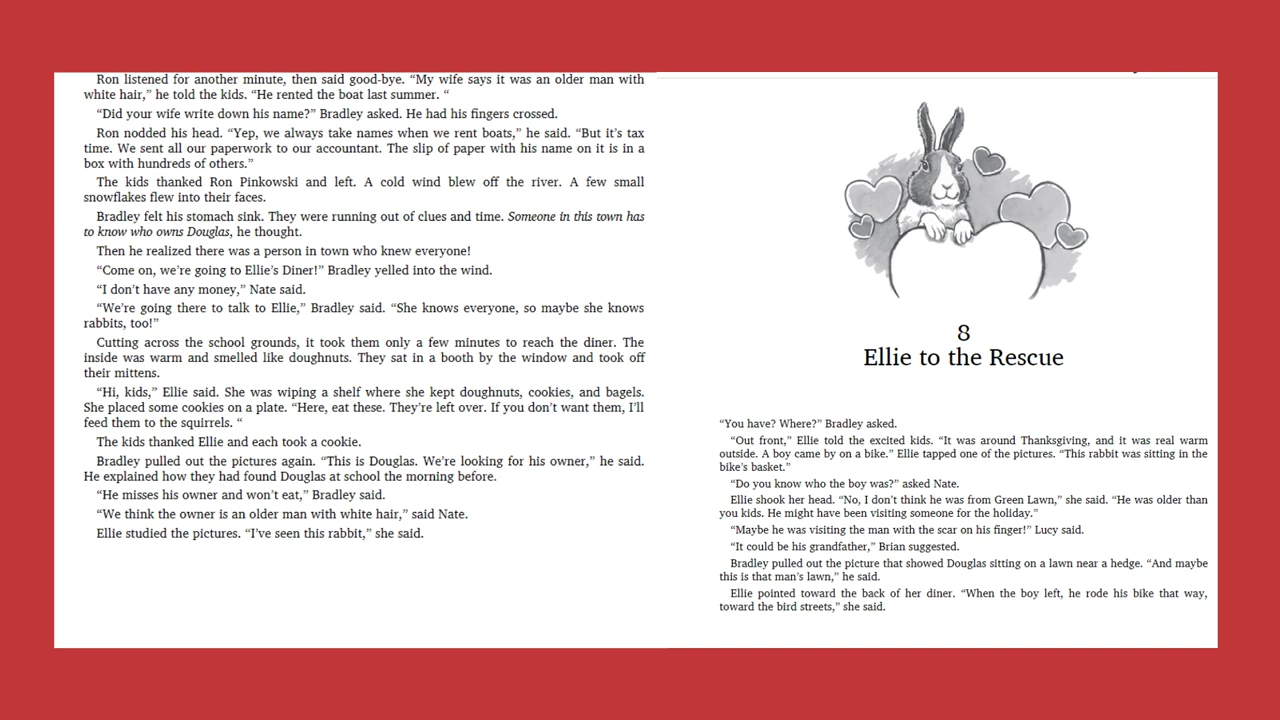 Ron listened for another minute, then said good-bye. “My wife says it was an older man with
white hair,” he told the kids. “He rented the boat last summer. “
“Did your wife write down his name?” Bradley asked. He had his fingers crossed.
Ron nodded his head. “Yep, we always take names when we rent boats,” he said. “But it’s tax
time. We sent all our paperwork to our accountant. The slip of paper with his name on it is in a
box with hundreds of others.”
The kids thanked Ron Pinkowski and left. A cold wind blew off the river. A few small
snowflakes flew into their faces.
Bradley felt his stomach sink. They were running out of clues and time. Someone in this town has
to know who owns Douglas, he thought.
Then he realized there was a person in town who knew everyone!
“Come on, we’re going to Ellie’s Diner!” Bradley yelled into the wind.
“I don’t have any money,” Nate said.
“We’re going there to talk to Ellie,” Bradley said. “She knows everyone, so maybe she knows
rabbits, too!”
Cutting across the school grounds, it took them only a few minutes to reach the diner. The
inside was warm and smelled like doughnuts. They sat in a booth by the window and took off
their mittens.
“Hi, kids,” Ellie said. She was wiping a shelf where she kept doughnuts, cookies, and bagels.
She placed some cookies on a plate. “Here, eat these. They’re left over. If you don’t want them, I’ll
feed them to the squirrels. “
The kids thanked Ellie and each took a cookie.
Bradley pulled out the pictures again. “This is Douglas. We’re looking for his owner,” he said.
He explained how they had found Douglas at school the morning before.
“He misses his owner and won’t eat,” Bradley said.
“We think the owner is an older man with white hair,” said Nate.
Ellie studied the pictures. “I’ve seen this rabbit,” she said.
8
Ellie to the Rescue
“You have? Where?” Bradley asked.
“Out front,” Ellie told the excited kids. “It was around Thanksgiving, and it was real warm
outside. A boy came by on a bike.” Ellie tapped one of the pictures. “This rabbit was sitting in the
bike’s basket.”
“Do you know who the boy was?” asked Nate.
Ellie shook her head. “No, I don’t think he was from Green Lawn,” she said. “He was older than
you kids. He might have been visiting someone for the holiday.”
“Maybe he was visiting the man with the scar on his finger!” Lucy said.
“It could be his grandfather,” Brian suggested.
Bradley pulled out the picture that showed Douglas sitting on a lawn near a hedge. “And maybe
this is that man’s lawn,” he said.
Ellie pointed toward the back of her diner. “When the boy left, he rode his bike that way,
toward the bird streets,” she said.